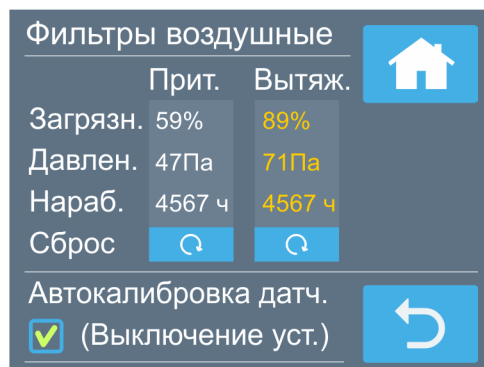 Фильтры воздушные
Прит. Вытяж.
Загрязн. 59% 89%
Давлен. 47Па 71Па
Нараб. 4567 ч 4567 ч
Сброс
Автокалибровка датч.
(Выключение уст.)